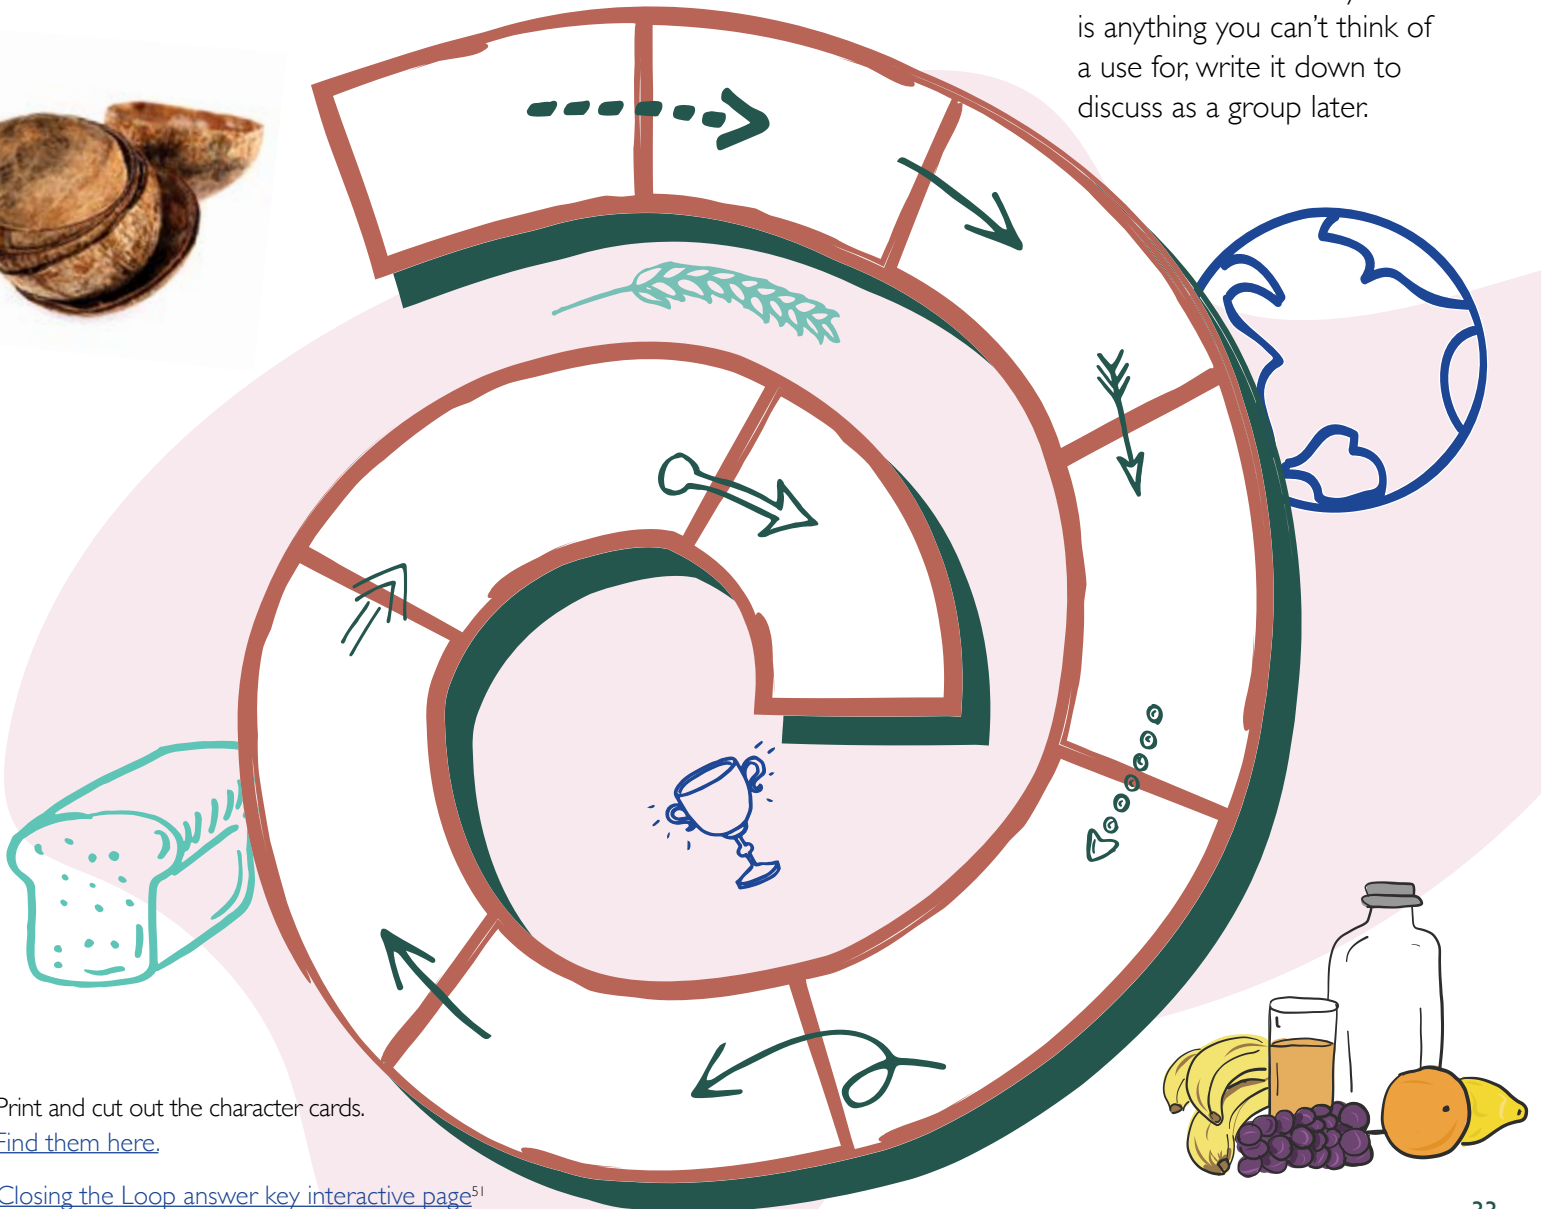 is anything you can't think of
a use for, write it down to
discuss as a group later.
Print and cut out the character cards.
Find them here.
Closing the Loop answer key interactive page51